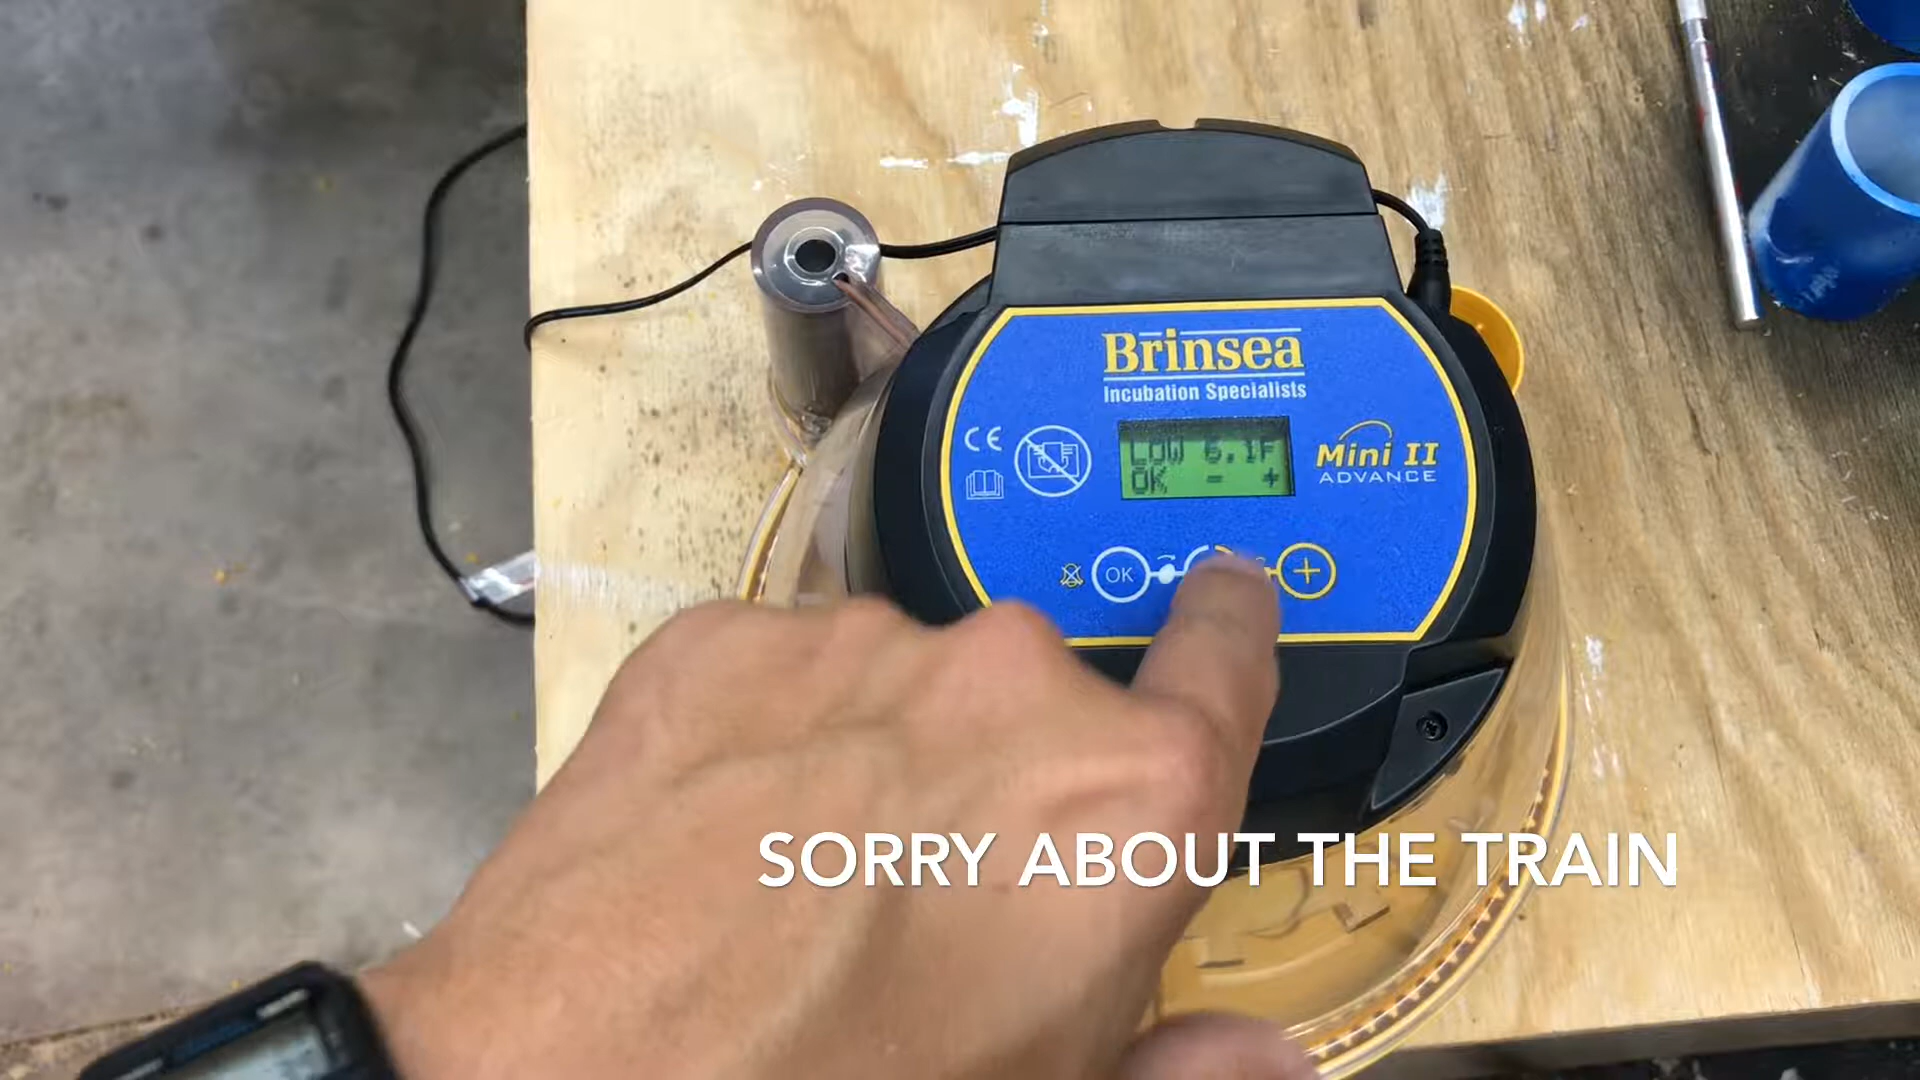 Brinsea
Incubation Specialists
CE
LOW 6.1F
OK - +
Mini II
ADVANCE
OK +
SORRY ABOUT THE TRAIN